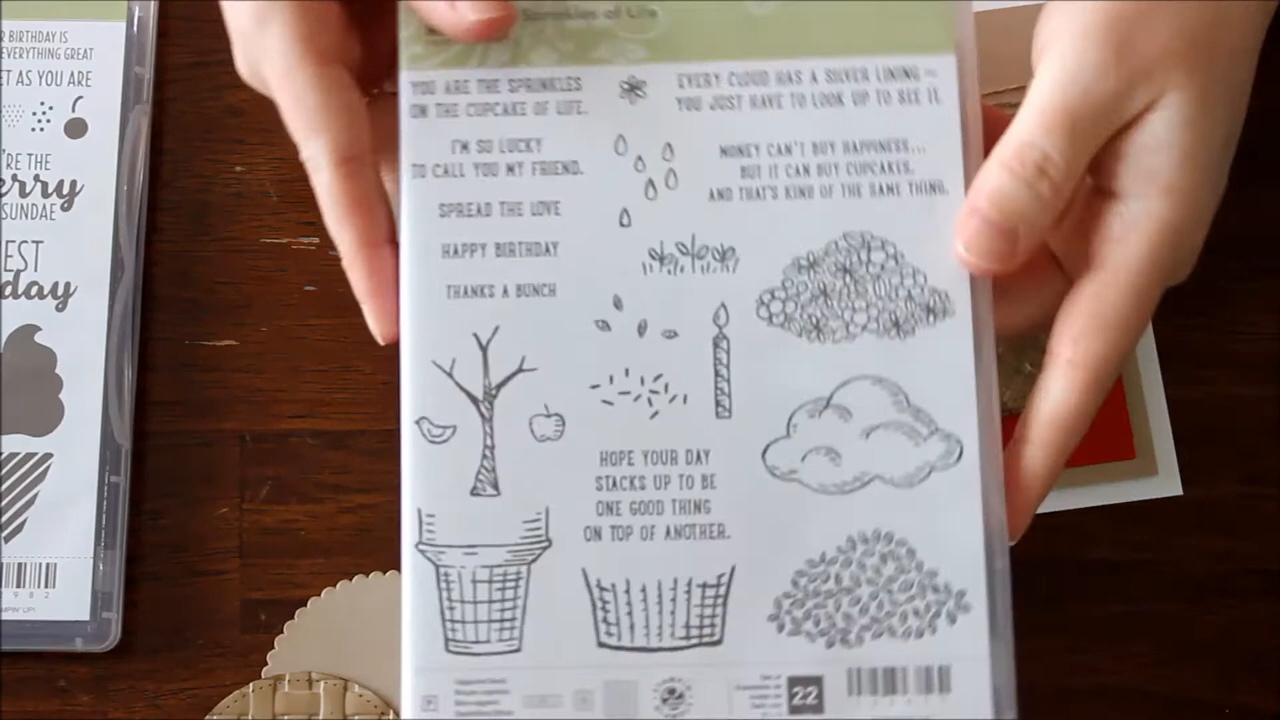 Sprinkles of Life
YOU ARE THE SPRINKLES
ON THE CUPCAKE OF LIFE.
EVERY CLOUD HAS A SILVER LINING—
YOU JUST HAVE TO LOOK UP TO SEE IT.
I'M SO LUCKY
TO CALL YOU MY FRIEND.
MONEY CAN'T BUY HAPPINESS...
BUT IT CAN BUY CUPCAKES,
AND THAT'S KIND OF THE SAME THING.
SPREAD THE LOVE
HAPPY BIRTHDAY
THANKS A BUNCH
HOPE YOUR DAY
STACKS UP TO BE
ONE GOOD THING
ON TOP OF ANOTHER.
22
BIRTHDAY IS
EVERYTHING GREAT
AS YOU ARE
'RE THE
erry
SUNDAE
EST
day
9 8 2